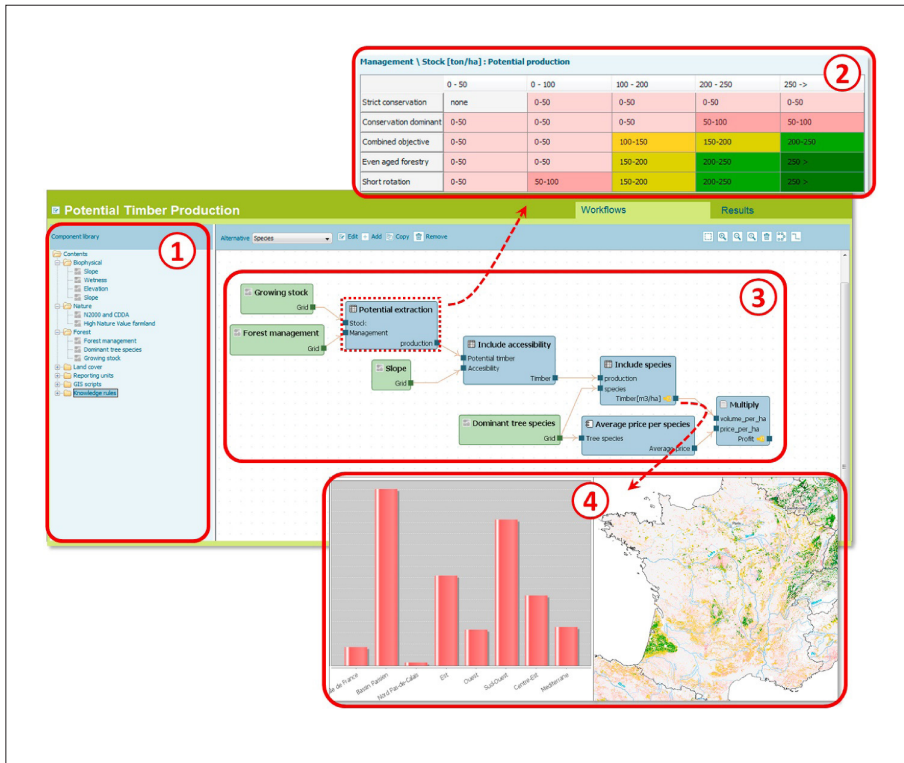 Management \ Stock [ton/ha] : Potential production
2
0 - 50 0 - 100 100 - 200 200 - 250 250 ->
Strict conservation none 0-50 0-50 0-50 0-50
Conservation dominant 0-50 0-50 0-50 50-100 50-100
Combined objective 0-50 0-50 100-150 150-200 200-250
Even aged forestry 0-50 0-50 150-200 200-250 250 >
Short rotation 0-50 50-100 150-200 200-250 250 >
Potential Timber Production
Workflows
Results
Component library
1
Alternative Species Edit Add Copy Remove
Contents
Biophysical
Slope
Wetness
Elevation
Slope
Nature
N2000 and CDDA
High Nature Value farmland
Forest
Forest management
Dominant tree species
Growing stock
Land cover
Reporting units
GIS scripts
Knowledge rules
3
Growing stock
Grid
Forest management
Grid
Potential extraction
Stock:
Management
production
Slope
Grid
Include accessibility
Potential timber
Accesibility
Timber
Include species
production
species
Timber[m3/ha]
Dominant tree species
Grid
Average price per species
Tree species
Average price
Multiply
volume_per_ha
price_per_ha
Profit
4
Ile de France
Bassin Parisien
Nord Pas-de-Calais
Est
Ouest
Sud-Ouest
Centre-Est
Mediterranee